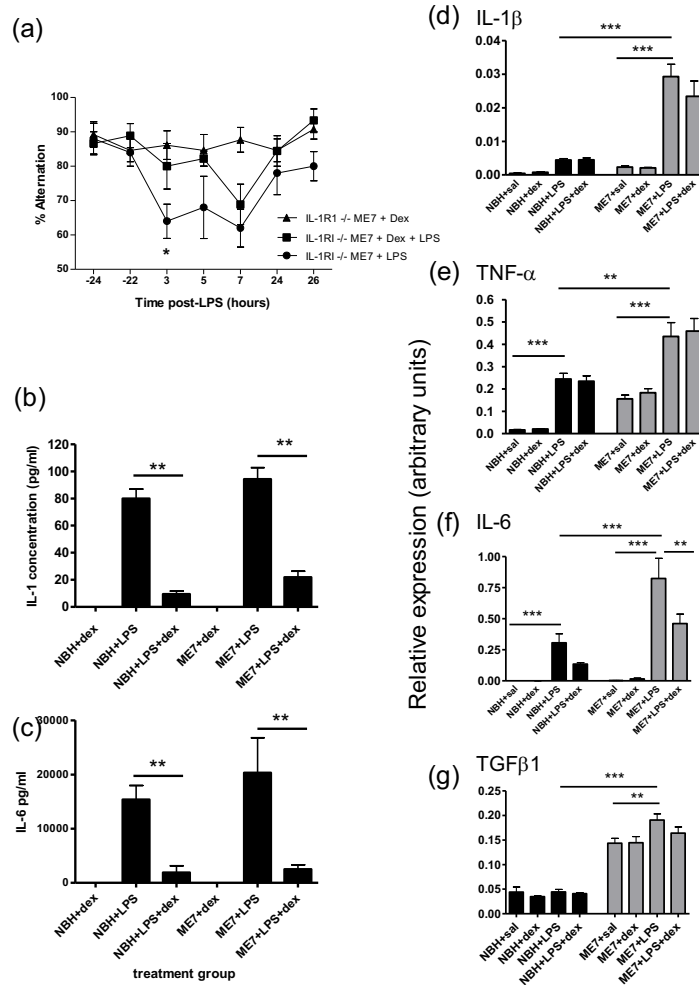 (a)
100
90
80
70
60
50
% Alternation
-24 -22 3 5 7 24 26
*
IL-1R1 -/- ME7 + Dex
IL-1RI -/- ME7 + Dex + LPS
IL-1RI -/- ME7 + LPS
Time post-LPS (hours)
(b)
120
100
80
60
40
20
0
IL-1 concentration (pg/ml)
** **
NBH+dex NBH+LPS NBH+LPS+dex ME7+dex ME7+LPS ME7+LPS+dex
(c)
30000
20000
10000
0
IL-6 pg/ml
** **
NBH+dex NBH+LPS NBH+LPS+dex ME7+dex ME7+LPS ME7+LPS+dex
treatment group
Relative expression (arbitrary units)
(d) IL-1β
0.04
0.03
0.02
0.01
0.00
***
***
NBH+sal NBH+dex NBH+LPS NBH+LPS+dex ME7+sal ME7+dex ME7+LPS ME7+LPS+dex
(e) TNF-α
0.6
0.5
0.4
0.3
0.2
0.1
0.0
**
*** ***
NBH+sal NBH+dex NBH+LPS NBH+LPS+dex ME7+sal ME7+dex ME7+LPS ME7+LPS+dex
(f) IL-6
1.00
0.75
0.50
0.25
0.00
***
*** **
***
NBH+sal NBH+dex NBH+LPS NBH+LPS+dex ME7+sal ME7+dex ME7+LPS ME7+LPS+dex
(g) TGFβ1
0.25
0.20
0.15
0.10
0.05
0.00
***
**
NBH+sal NBH+dex NBH+LPS NBH+LPS+dex ME7+sal ME7+dex ME7+LPS ME7+LPS+dex